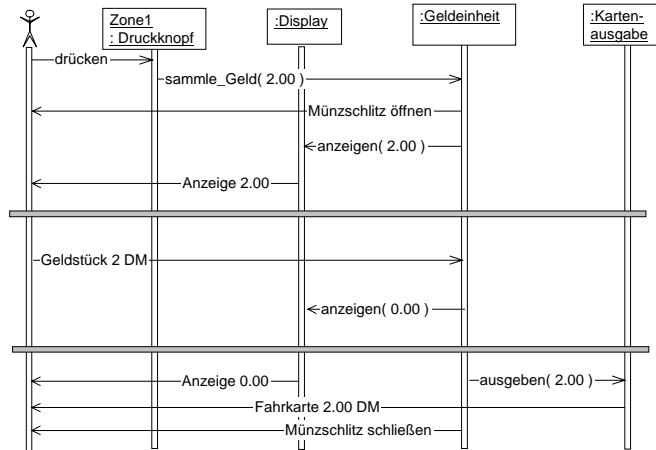 Zone1
: Druckknopf
:Display
:Geldeinheit
:Karten-
ausgabe
drücken
sammle_Geld( 2.00 )
Münzschlitz öffnen
anzeigen( 2.00 )
Anzeige 2.00
Geldstück 2 DM
anzeigen( 0.00 )
Anzeige 0.00
ausgeben( 2.00 )
Fahrkarte 2.00 DM
Münzschlitz schließen